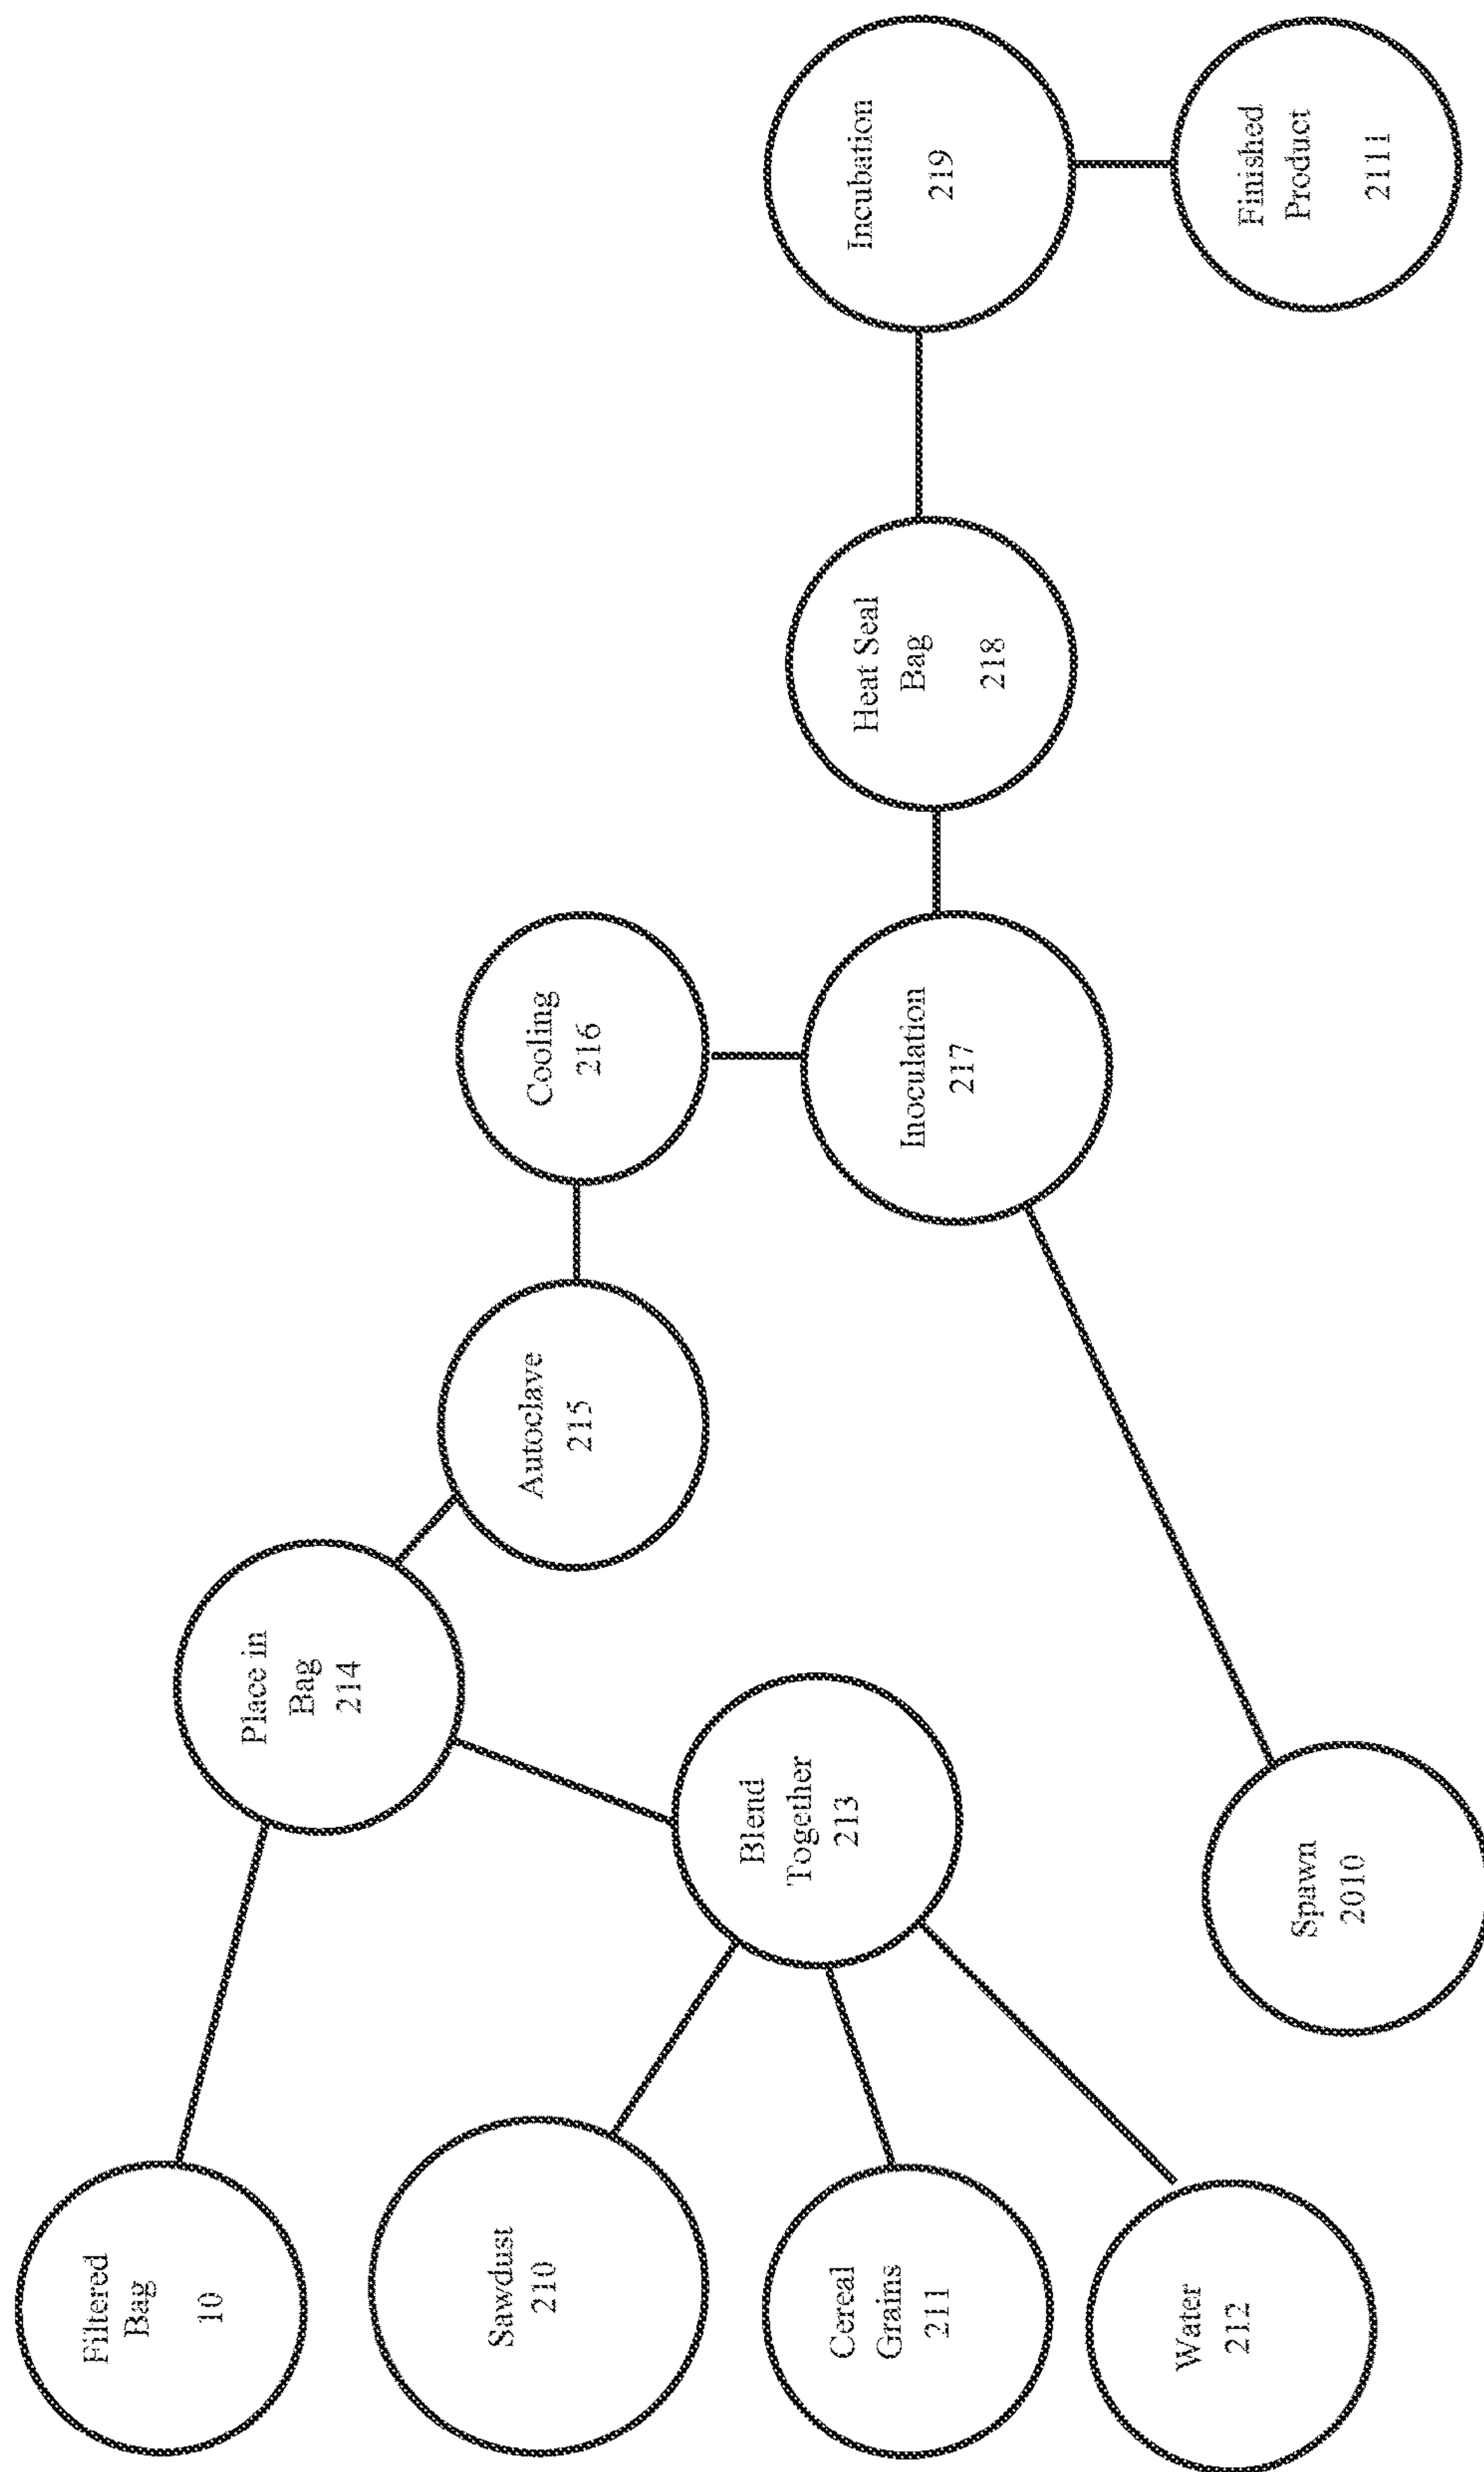 Filtered
Bag
10
Sawdust
210
Cereal
Grains
211
Water
212
Place in
Bag
214
Blend
Together
213
Spawn
2010
Autoclave
215
Cooling
216
Inoculation
217
Heat Seal
Bag
218
Incubation
219
Finished
Product
2111